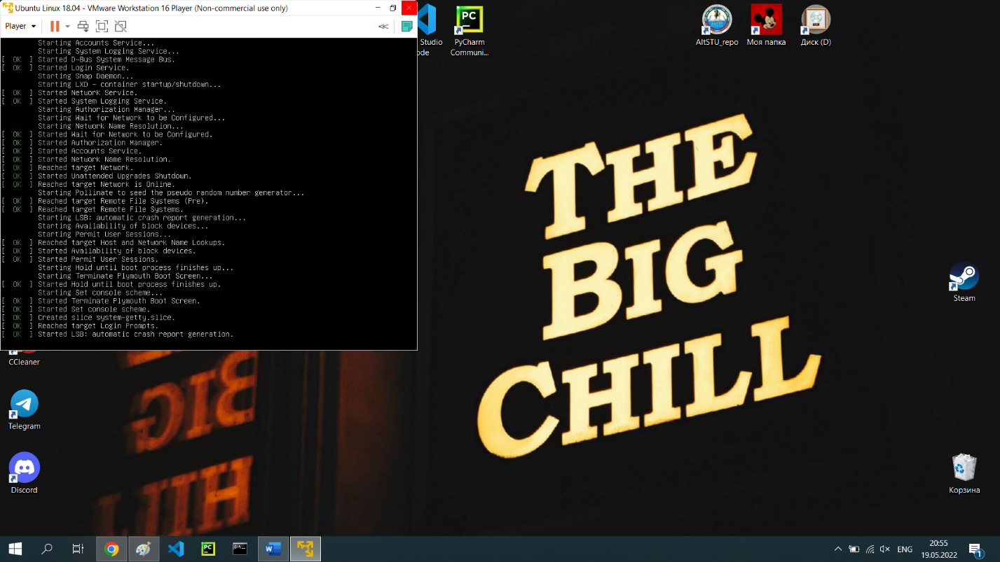 Ubuntu Linux 18.04 - VMware Workstation 16 Player (Non-commercial use only)
Player
Starting Accounts Service...
Starting System Logging Service...
[ OK ] Started D-Bus System Message Bus.
[ OK ] Started Login Service.
Starting Snap Daemon...
Starting LXD - container startup/shutdown...
[ OK ] Started Network Service.
[ OK ] Started System Logging Service.
Starting Authorization Manager...
Starting Wait for Network to be Configured...
Starting Network Name Resolution...
[ OK ] Started Wait for Network to be Configured.
[ OK ] Started Authorization Manager.
[ OK ] Started Accounts Service.
[ OK ] Started Network Name Resolution.
[ OK ] Reached target Network.
[ OK ] Started Unattended Upgrades Shutdown.
[ OK ] Reached target Network is Online.
Starting Pollinate to seed the pseudo random number generator...
[ OK ] Reached target Remote File Systems (Pre).
[ OK ] Reached target Remote File Systems.
Starting LSB: automatic crash report generation...
Starting Availability of block devices...
Starting Permit User Sessions...
[ OK ] Reached target Host and Network Name Lookups.
[ OK ] Started Availability of block devices.
[ OK ] Started Permit User Sessions.
Starting Hold until boot process finishes up...
Starting Terminate Plymouth Boot Screen...
[ OK ] Started Hold until boot process finishes up.
Starting Set console scheme...
[ OK ] Started Terminate Plymouth Boot Screen.
[ OK ] Started Set console scheme.
[ OK ] Created slice system-getty.slice.
[ OK ] Reached target Login Prompts.
[ OK ] Started LSB: automatic crash report generation.
Studio
ode
PC
PyCharm
Communi...
AltSTU_repo
Моя папка
Диск (D)
THE
BIG
CHILL
Steam
CCleaner
BIG
CHILL
Telegram
Discord
Корзина
PC
W
ENG
20:55
19.05.2022
1